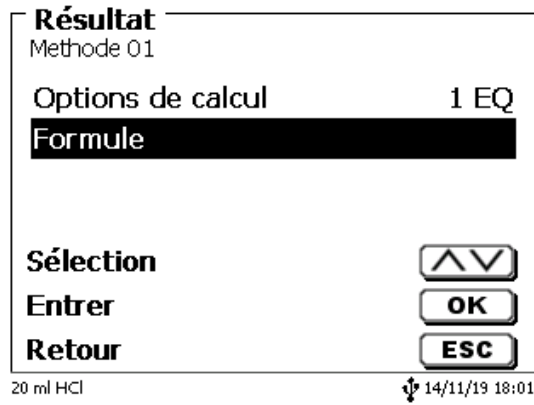 Résultat
Methode 01
Options de calcul 1 EQ
Formule
Sélection
Entrer OK
Retour ESC
20 ml HCl 14/11/19 18:01